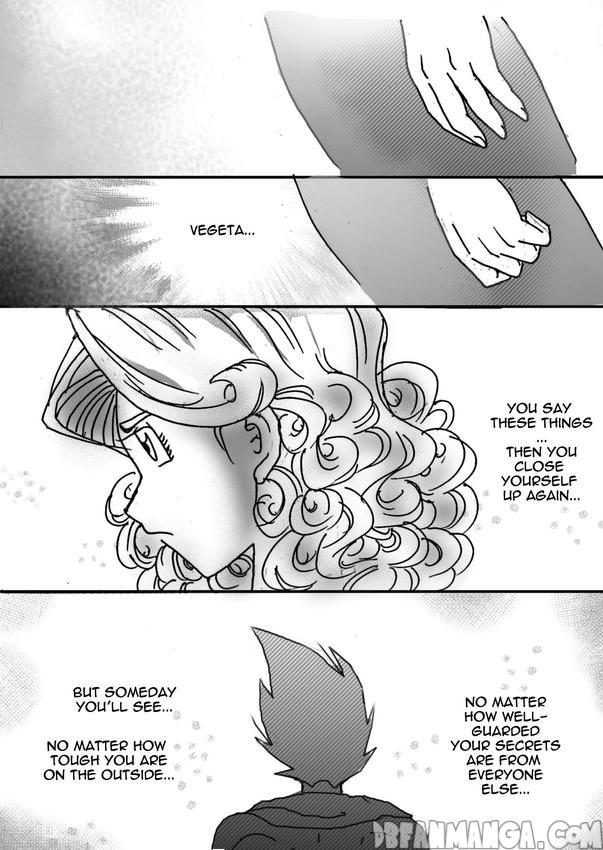 VEGETA...
YOU SAY
THESE THINGS
...
THEN YOU
CLOSE
YOURSELF
UP AGAIN...
BUT SOMEDAY
YOU'LL SEE...
NO MATTER HOW
TOUGH YOU ARE
ON THE OUTSIDE...
NO MATTER
HOW WELL-
GUARDED
YOUR SECRETS
ARE FROM
EVERYONE
ELSE...
DBFANMANGA.COM